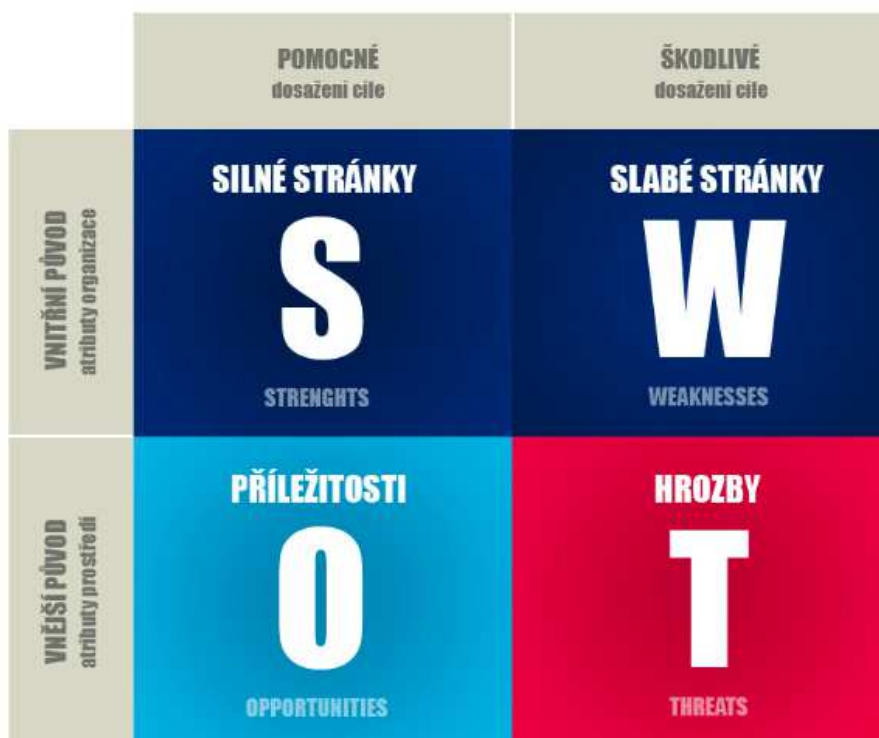 POMOCNÉ
dosažení cíle
ŠKODLIVÉ
dosažení cíle
VNITŘNÍ PŮVOD
atributy organizace
SILNÉ STRÁNKY
S
STRENGHTS
SLABÉ STRÁNKY
W
WEAKNESSES
VNĚJŠÍ PŮVOD
atributy prostředí
PŘÍLEŽITOSTI
O
OPPORTUNITIES
HROZBY
T
THREATS